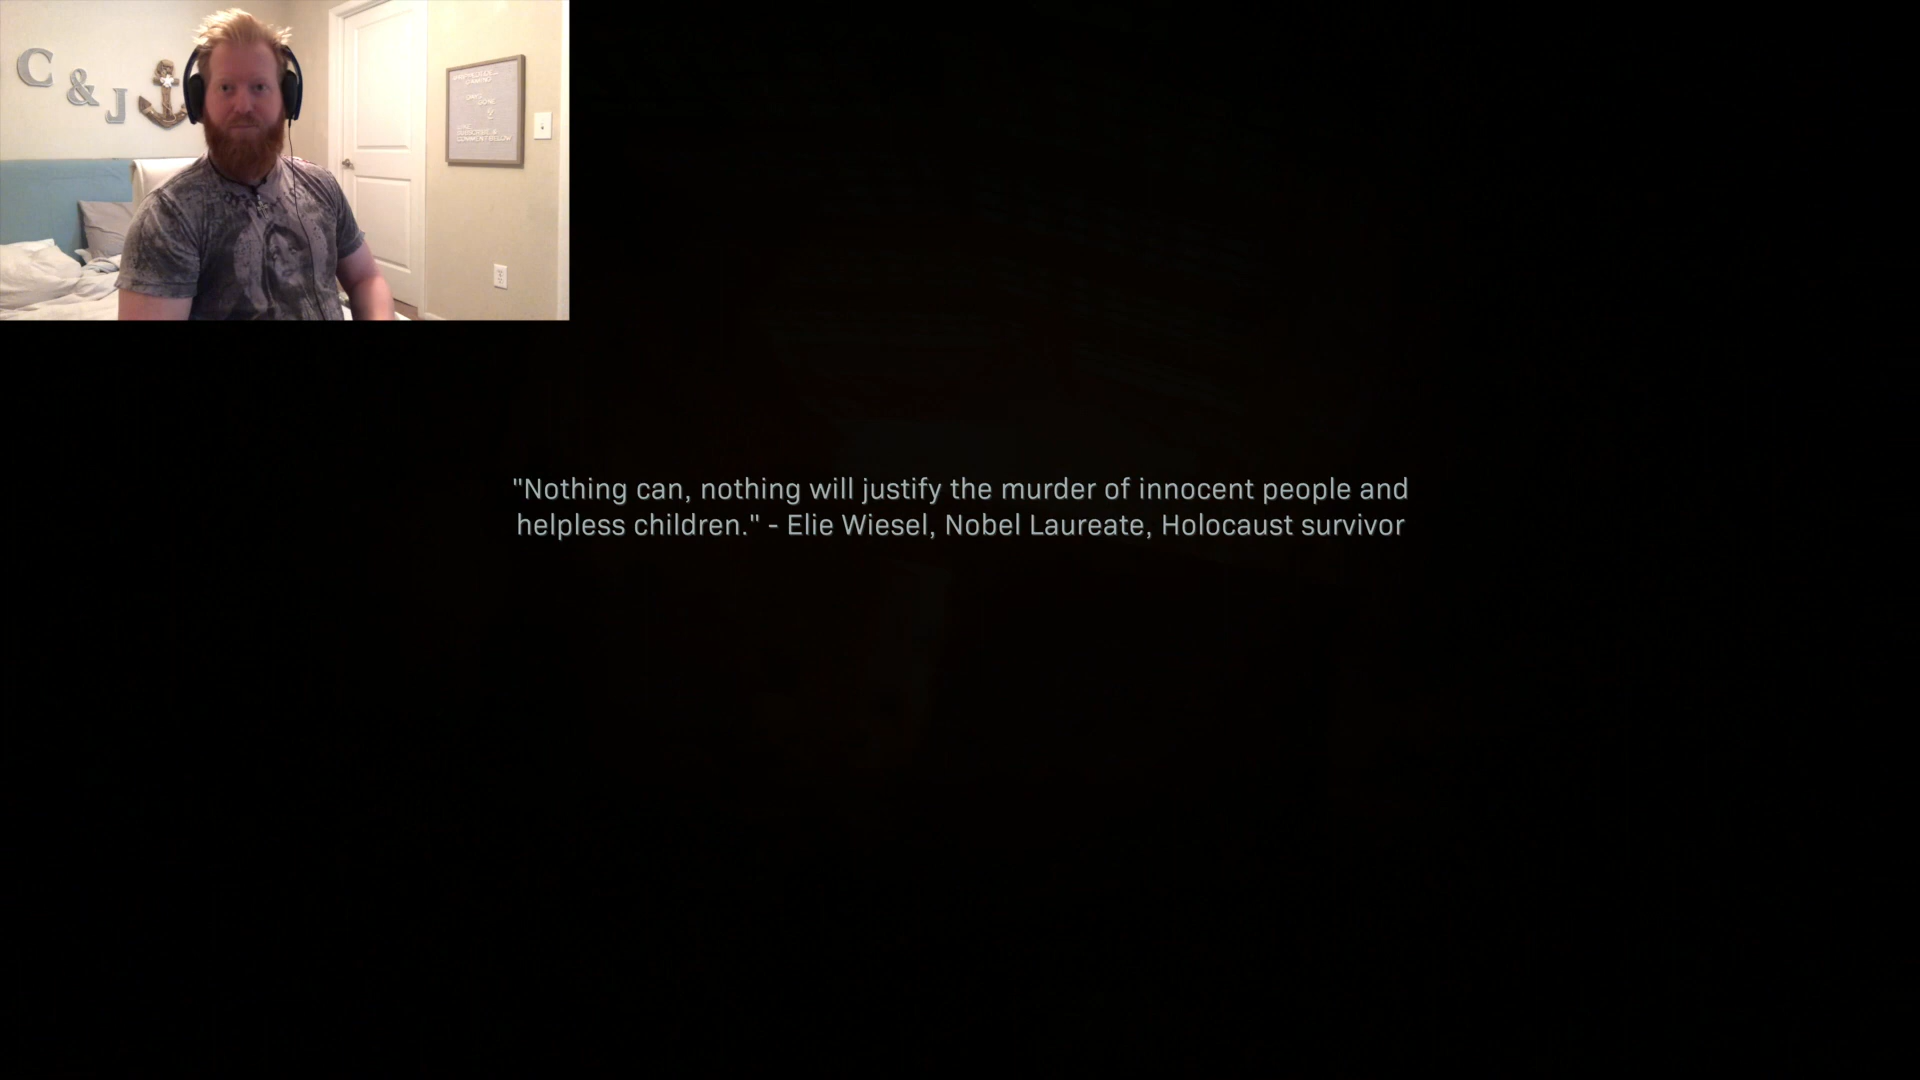 C & J
"Nothing can, nothing will justify the murder of innocent people and
helpless children." - Elie Wiesel, Nobel Laureate, Holocaust survivor